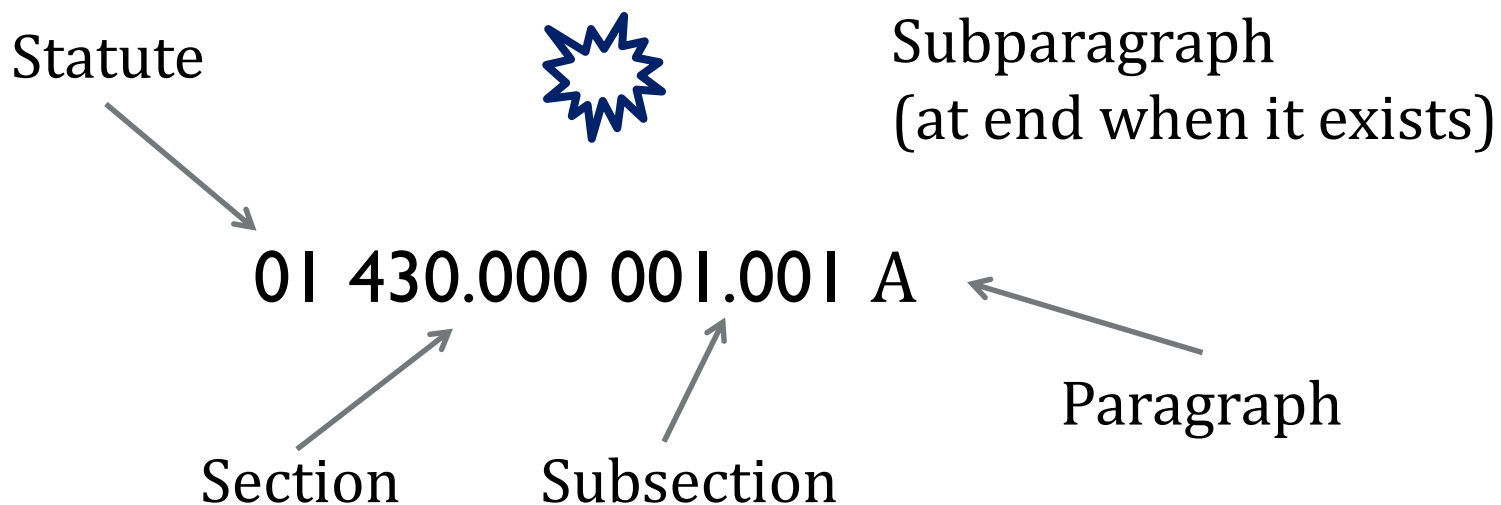 Statute
Subparagraph
(at end when it exists)
01 430.000 001.001 A
Paragraph
Section
Subsection